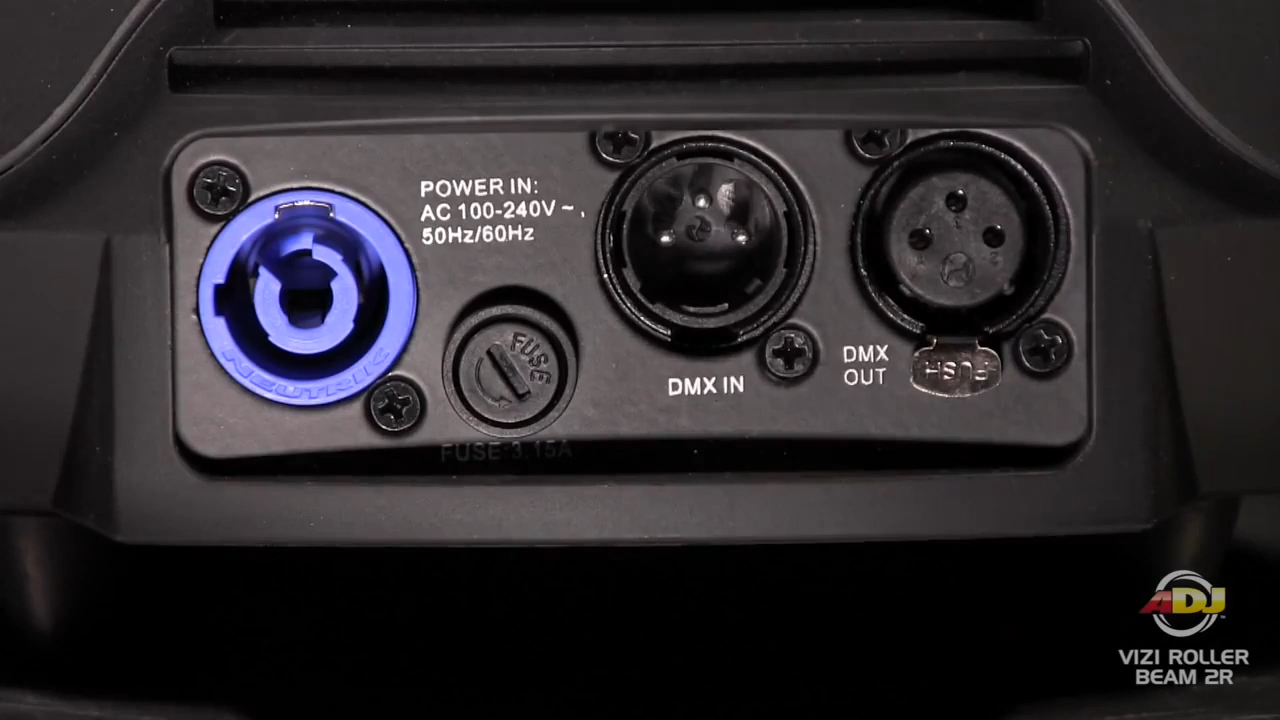 POWER IN:
AC 100-240V ~ ,
50Hz/60Hz
NEUTRIK
FUSE
FUSE 3.15A
DMX IN
DMX
OUT
PUSH
ADJ
VIZI ROLLER
BEAM 2R